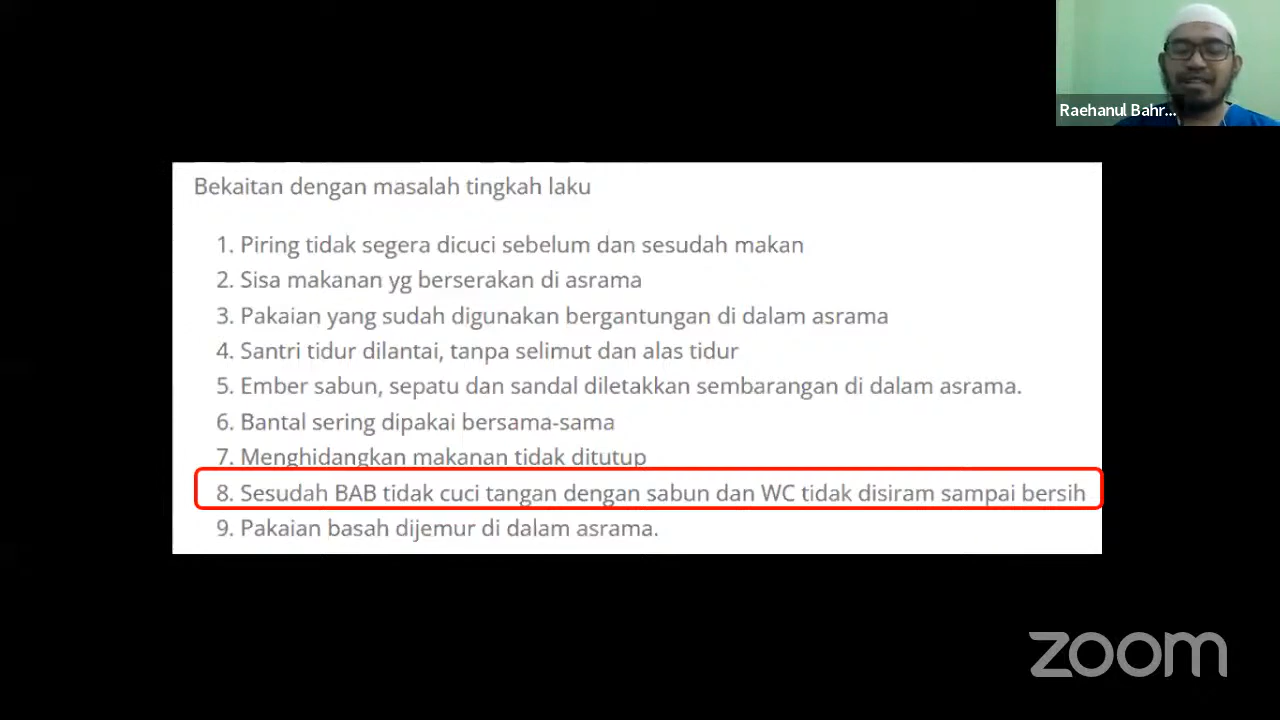 Raehanul Bahr...
Bekaitan dengan masalah tingkah laku
1. Piring tidak segera dicuci sebelum dan sesudah makan
2. Sisa makanan yg berserakan di asrama
3. Pakaian yang sudah digunakan bergantungan di dalam asrama
4. Santri tidur dilantai, tanpa selimut dan alas tidur
5. Ember sabun, sepatu dan sandal diletakkan sembarangan di dalam asrama.
6. Bantal sering dipakai bersama-sama
7. Menghidangkan makanan tidak ditutup
8. Sesudah BAB tidak cuci tangan dengan sabun dan WC tidak disiram sampai bersih
9. Pakaian basah dijemur di dalam asrama.
zoom